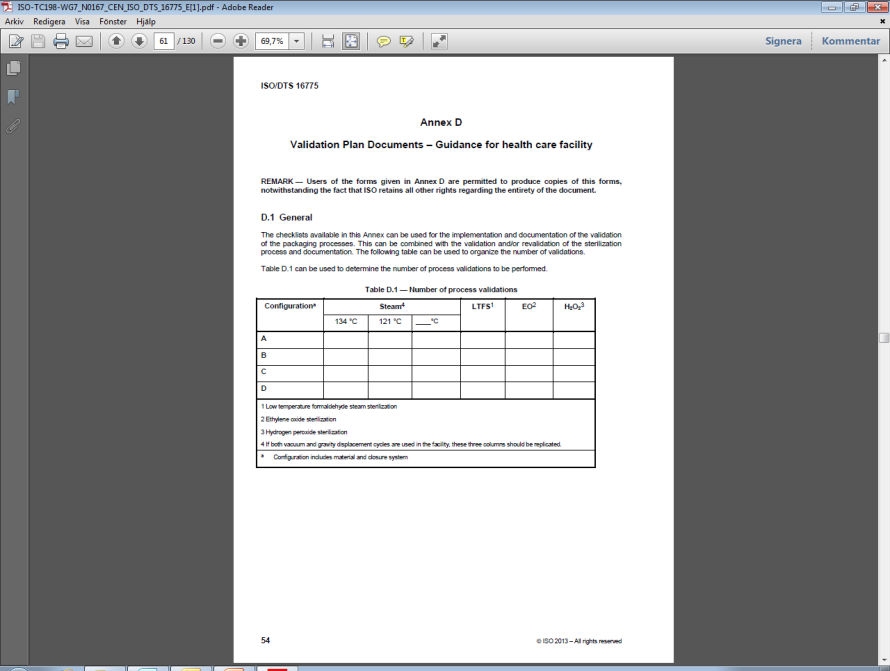 ISO-TC198-WG7_N0167_CEN_ISO_DTS_16775_E[1].pdf - Adobe Reader
Arkiv Redigera Visa Fönster Hjälp
61 / 130 69,7% Signera Kommentar
ISO/DTS 16775
Annex D
Validation Plan Documents – Guidance for health care facility
REMARK — Users of the forms given in Annex D are permitted to produce copies of this forms,
notwithstanding the fact that ISO retains all other rights regarding the entirety of the document.
D.1 General
The checklists available in this Annex can be used for the implementation and documentation of the validation
of the packaging processes. This can be combined with the validation and/or revalidation of the sterilization
process and documentation. The following table can be used to organize the number of validations.
Table D.1 can be used to determine the number of process validations to be performed.
Table D.1 — Number of process validations
Configuration* Steam⁴ LTFS¹ EO² H₂O₂³
134 °C 121 °C ___°C
A
B
C
D
1 Low temperature formaldehyde steam sterilization
2 Ethylene oxide sterilization
3 Hydrogen peroxide sterilization
4 If both vacuum and gravity displacement cycles are used in the facility, these three columns should be replicated.
* Configuration includes material and closure system
54 © ISO 2013 – All rights reserved